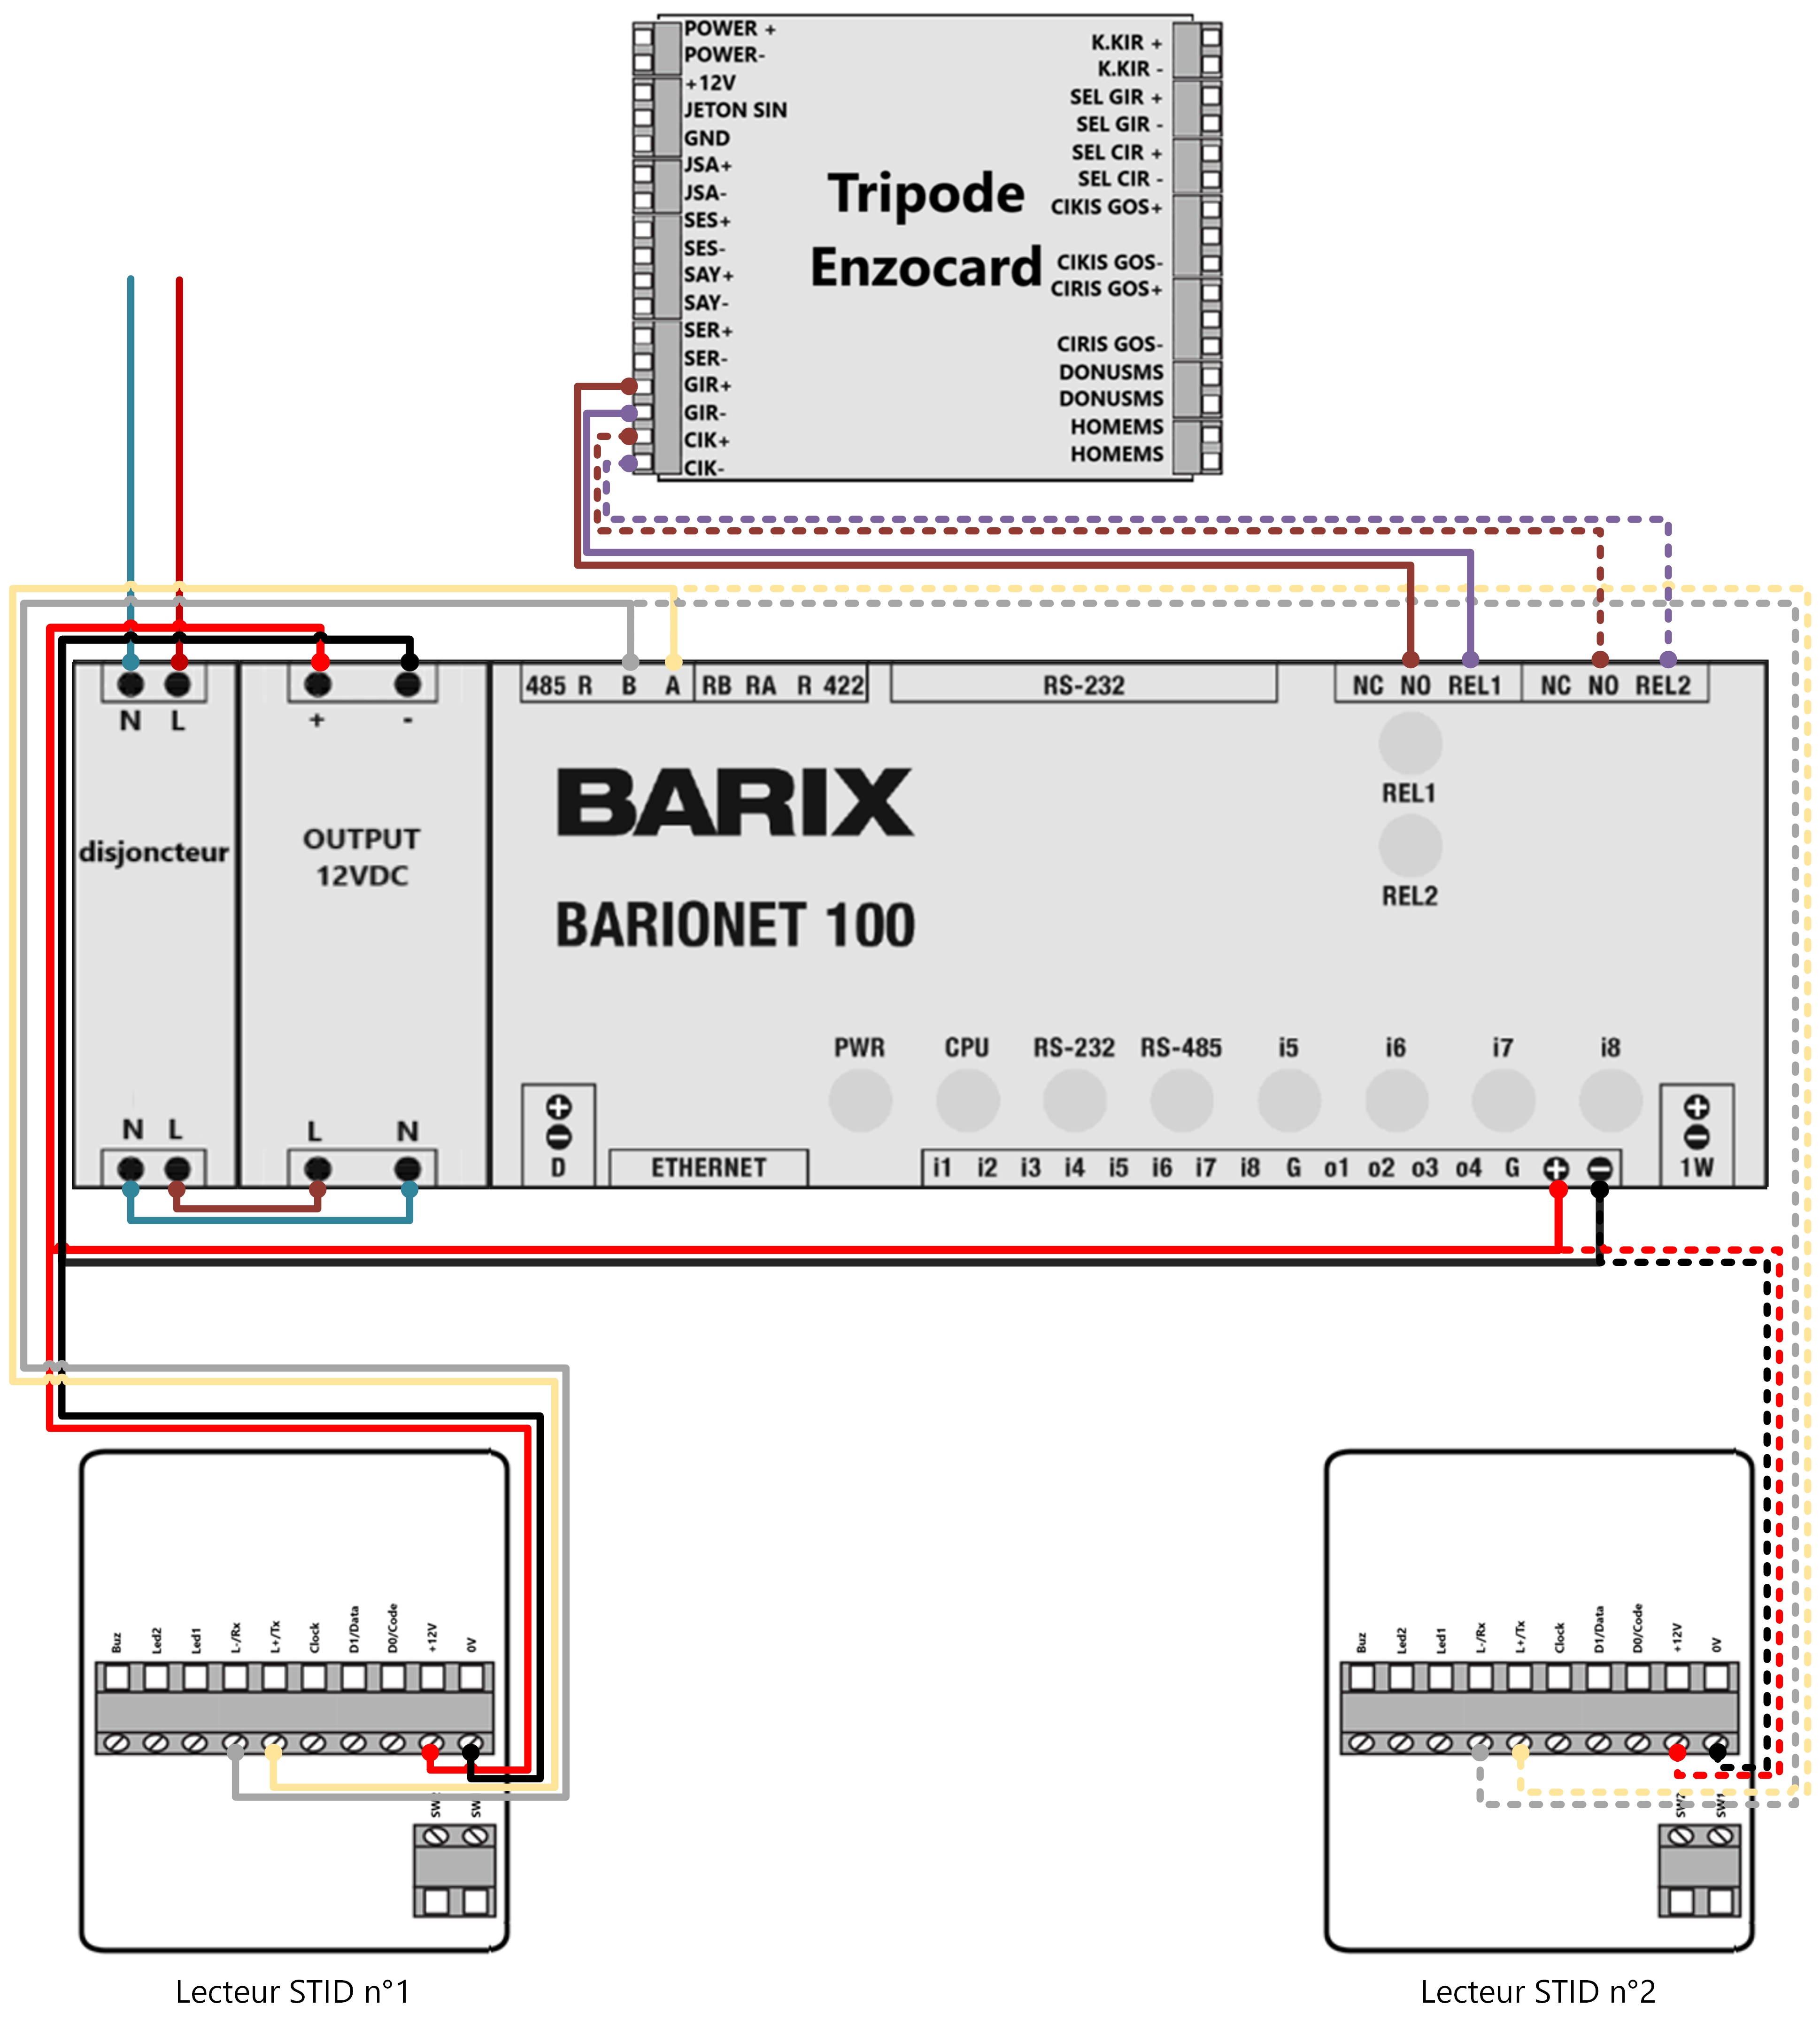 POWER +
POWER-
+12V
JETON SIN
GND
JSA+
JSA-
SES+
SES-
SAY+
SAY-
SER+
SER-
GIR+
GIR-
CIK+
CIK-
Tripode
Enzocard
K.KIR +
K.KIR -
SEL GIR +
SEL GIR -
SEL CIR +
SEL CIR -
CIKIS GOS+
CIKIS GOS-
CIRIS GOS+
CIRIS GOS-
DONUSMS
DONUSMS
HOMEMS
HOMEMS
N L
+ -
485 R B A RB RA R 422
RS-232
NC NO REL1 NC NO REL2
disjoncteur
OUTPUT
12VDC
BARIX
BARIONET 100
REL1
REL2
PWR CPU RS-232 RS-485 i5 i6 i7 i8
N L
L N
D
ETHERNET
i1 i2 i3 i4 i5 i6 i7 i8 G o1 o2 o3 o4 G + -
1W
Buz Led2 Led1 L-/Rx L+/Tx Clock D1/Data D0/Code +12V 0V
Lecteur STID n°1
Buz Led2 Led1 L-/Rx L+/Tx Clock D1/Data D0/Code +12V 0V
SW2 SW1
Lecteur STID n°2